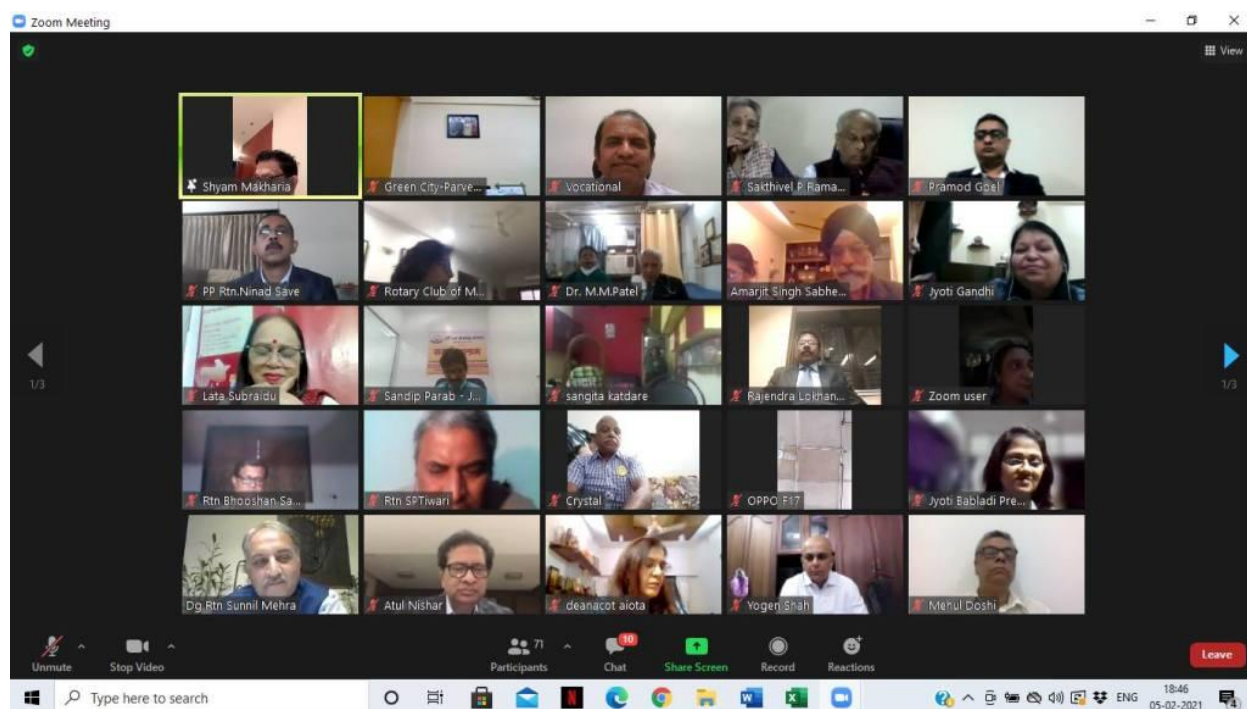 Zoom Meeting
View
Shyam Makharia
Green City-Parve...
Vocational
Sakthivel P Rama...
Pramod Goel
PP Rtn.Ninad Save
Rotary Club of M...
Dr. M.M.Patel
Amarjit Singh Sabhe...
Jyoti Gandhi
Lata Subraidu
Sandip Parab - J...
sangita katdare
Rajendra Lokhan...
Zoom user
Rtn Bhooshan Sa...
Rtn SPTiwari
Crystal
OPPO F17
Jyoti Babladi Pre...
Dg Rtn Sunnil Mehra
Atul Nishar
deanacot aiota
Yogen Shah
Mehul Doshi
1/3
1/3
71
10
Unmute
Stop Video
Participants
Chat
Share Screen
Record
Reactions
Leave
Type here to search
ENG
18:46
05-02-2021
4